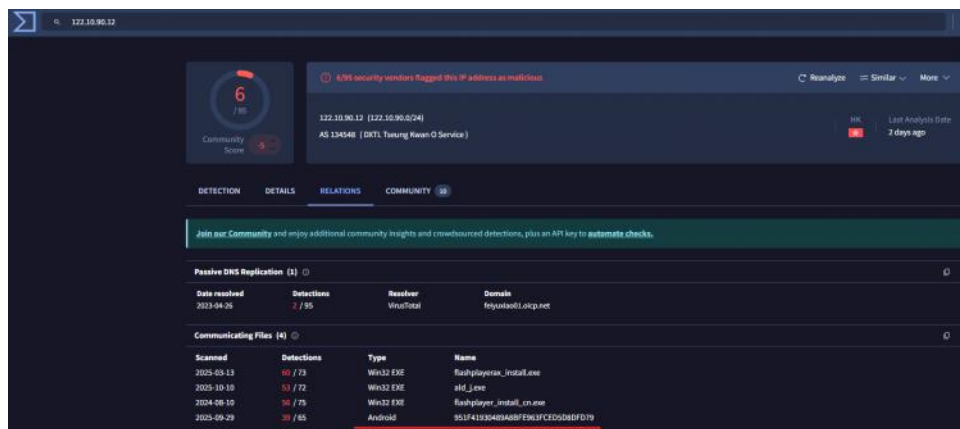 122.10.90.12
6
/ 95
Community
Score
-5
6/95 security vendors flagged this IP address as malicious
Reanalyze
Similar
More
122.10.90.12 (122.10.90.0/24)
AS 134548 ( DXTL Tseung Kwan O Service )
HK
Last Analysis Date
2 days ago
DETECTION DETAILS RELATIONS COMMUNITY 10
Join our Community and enjoy additional community insights and crowdsourced detections, plus an API key to automate checks.
Passive DNS Replication (1)
Date resolved Detections Resolver Domain
2023-04-26 2 / 95 VirusTotal feiyuxiao01.oicp.net
Communicating Files (4)
Scanned Detections Type Name
2025-03-13 60 / 73 Win32 EXE flashplayerax_install.exe
2025-10-10 53 / 72 Win32 EXE ald_j.exe
2024-08-10 56 / 75 Win32 EXE flashplayer_install_cn.exe
2025-09-29 39 / 65 Android